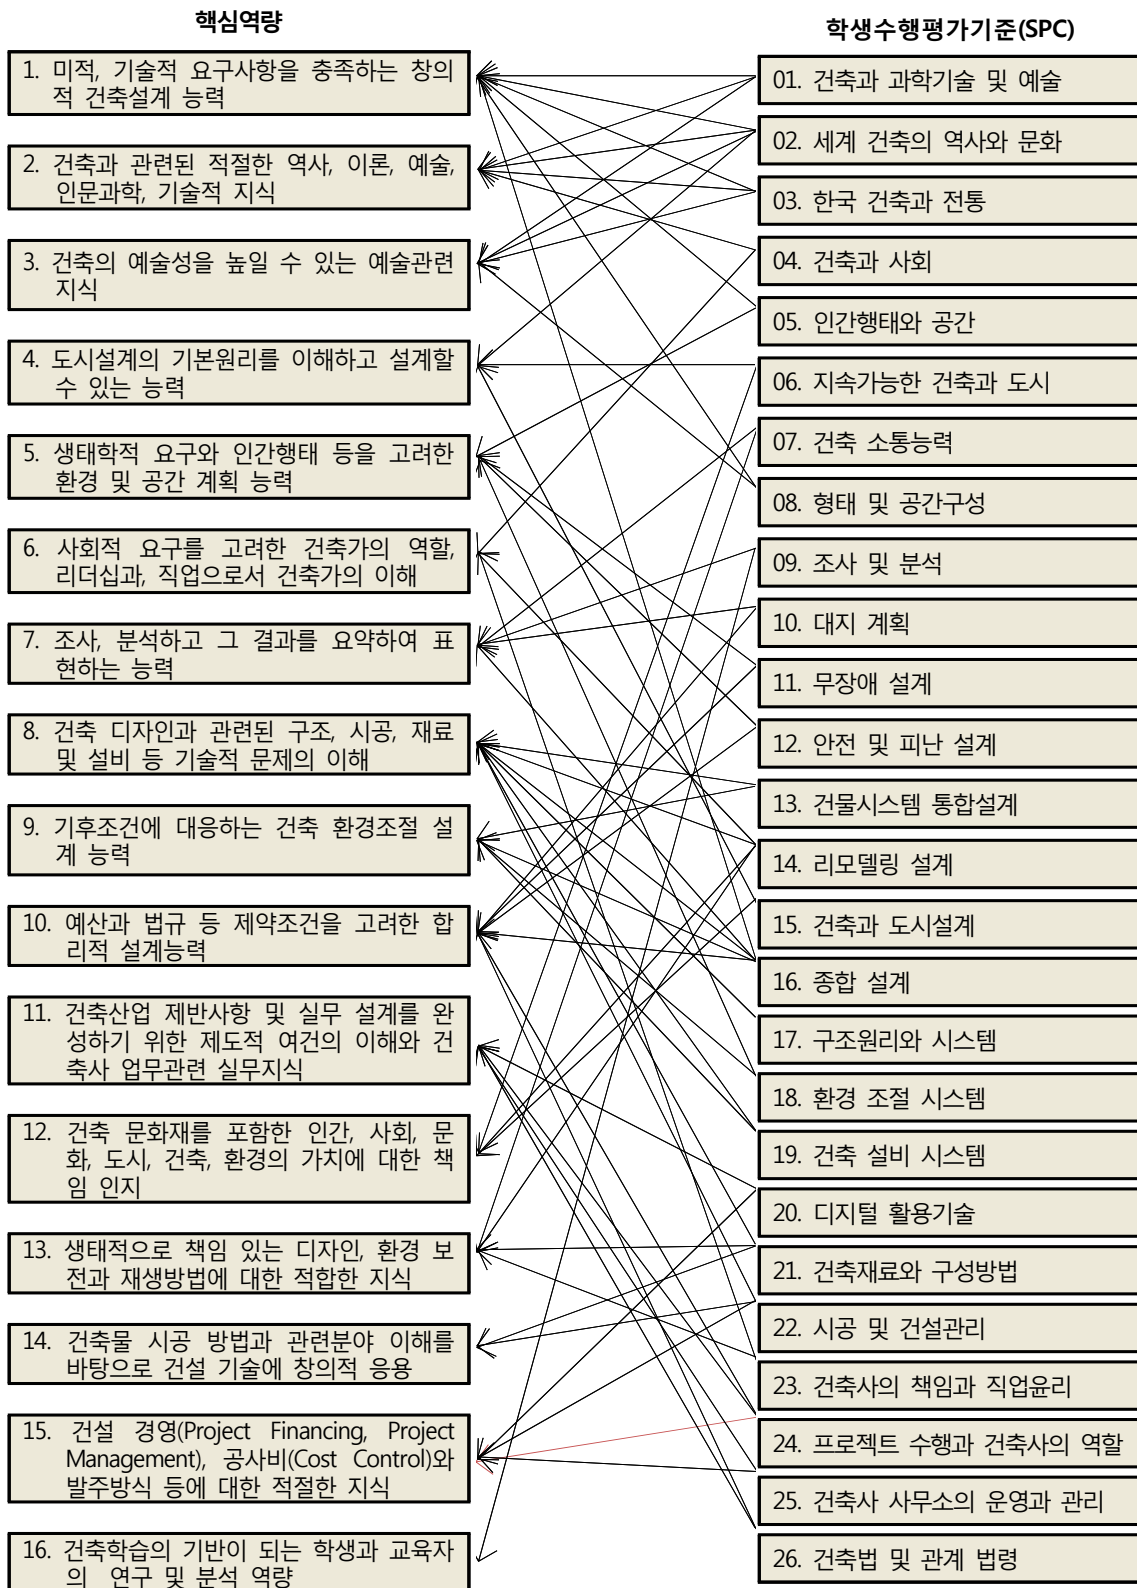 핵심역량
1. 미적, 기술적 요구사항을 충족하는 창의
적 건축설계 능력
2. 건축과 관련된 적절한 역사, 이론, 예술,
인문과학, 기술적 지식
3. 건축의 예술성을 높일 수 있는 예술관련
지식
4. 도시설계의 기본원리를 이해하고 설계할
수 있는 능력
5. 생태학적 요구와 인간행태 등을 고려한
환경 및 공간 계획 능력
6. 사회적 요구를 고려한 건축가의 역할,
리더십과, 직업으로서 건축가의 이해
7. 조사, 분석하고 그 결과를 요약하여 표
현하는 능력
8. 건축 디자인과 관련된 구조, 시공, 재료
및 설비 등 기술적 문제의 이해
9. 기후조건에 대응하는 건축 환경조절 설
계 능력
10. 예산과 법규 등 제약조건을 고려한 합
리적 설계능력
11. 건축산업 제반사항 및 실무 설계를 완
성하기 위한 제도적 여건의 이해와 건
축사 업무관련 실무지식
12. 건축 문화재를 포함한 인간, 사회, 문
화, 도시, 건축, 환경의 가치에 대한 책
임 인지
13. 생태적으로 책임 있는 디자인, 환경 보
전과 재생방법에 대한 적합한 지식
14. 건축물 시공 방법과 관련분야 이해를
바탕으로 건설 기술에 창의적 응용
15. 건설 경영(Project Financing, Project
Management), 공사비(Cost Control)와
발주방식 등에 대한 적절한 지식
16. 건축학습의 기반이 되는 학생과 교육자
의 연구 및 분석 역량
학생수행평가기준(SPC)
01. 건축과 과학기술 및 예술
02. 세계 건축의 역사와 문화
03. 한국 건축과 전통
04. 건축과 사회
05. 인간행태와 공간
06. 지속가능한 건축과 도시
07. 건축 소통능력
08. 형태 및 공간구성
09. 조사 및 분석
10. 대지 계획
11. 무장애 설계
12. 안전 및 피난 설계
13. 건물시스템 통합설계
14. 리모델링 설계
15. 건축과 도시설계
16. 종합 설계
17. 구조원리와 시스템
18. 환경 조절 시스템
19. 건축 설비 시스템
20. 디지털 활용기술
21. 건축재료와 구성방법
22. 시공 및 건설관리
23. 건축사의 책임과 직업윤리
24. 프로젝트 수행과 건축사의 역할
25. 건축사 사무소의 운영과 관리
26. 건축법 및 관계 법령